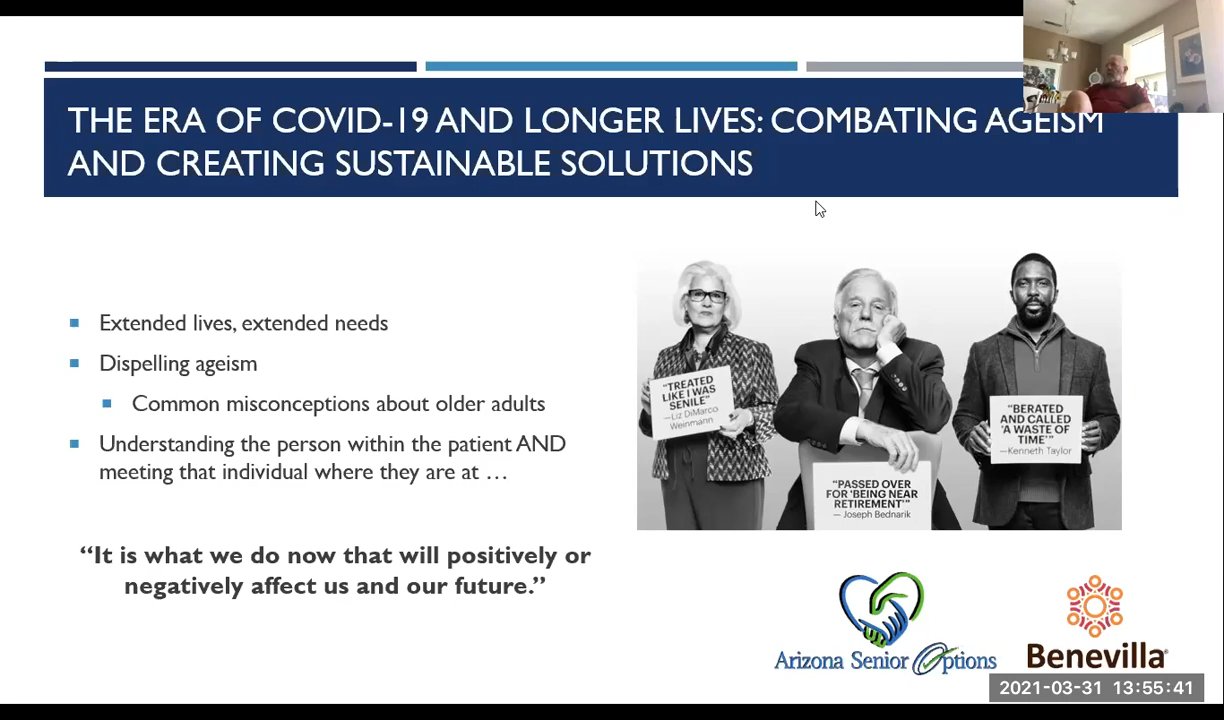 THE ERA OF COVID-19 AND LONGER LIVES: COMBATING AGEISM
AND CREATING SUSTAINABLE SOLUTIONS
Extended lives, extended needs
Dispelling ageism
Common misconceptions about older adults
Understanding the person within the patient AND
meeting that individual where they are at …
“It is what we do now that will positively or
negatively affect us and our future.”
“TREATED
LIKE I WAS
SENILE”
—Liz DiMarco
Weinmann
“PASSED OVER
FOR ‘BEING NEAR
RETIREMENT’”
— Joseph Bednarik
“BERATED
AND CALLED
‘A WASTE OF
TIME’”
—Kenneth Taylor
Arizona Senior Options
Benevilla®
2021-03-31 13:55:41